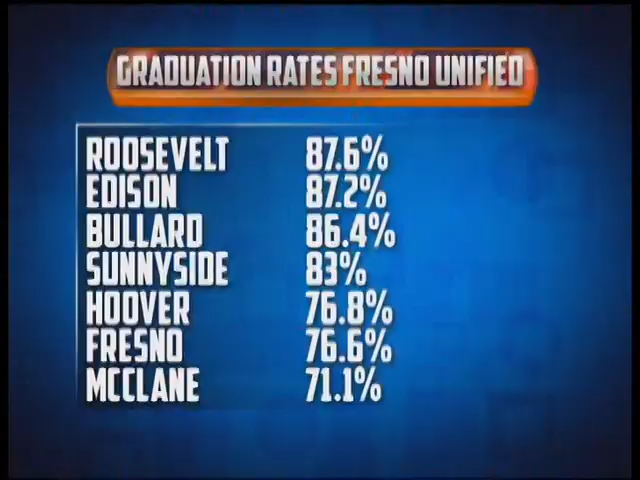 GRADUATION RATES FRESNO UNIFIED
ROOSEVELT 87.6%
EDISON 87.2%
BULLARD 86.4%
SUNNYSIDE 83%
HOOVER 76.8%
FRESNO 76.6%
MCCLANE 71.1%